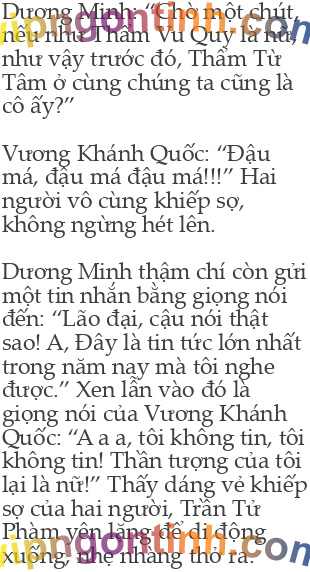 Dương Minh: “Chờ một chút,
nếu như Thẩm Vu Quy là nữ,
như vậy trước đó, Thẩm Từ
Tâm ở cùng chúng ta cũng là
cô ấy?”
Vương Khánh Quốc: “Đậu
má, đậu má đậu má!!!” Hai
người vô cùng khiếp sợ,
không ngừng hét lên.
Dương Minh thậm chí còn gửi
một tin nhắn bằng giọng nói
đến: “Lão đại, cậu nói thật
sao! A, Đây là tin tức lớn nhất
trong năm nay mà tôi nghe
được.” Xen lẫn vào đó là
giọng nói của Vương Khánh
Quốc: “A a a, tôi không tin, tôi
không tin! Thần tượng của tôi
lại là nữ!” Thấy dáng vẻ khiếp
sợ của hai người, Trần Tử
Phàm yên lặng để di động
xuống, nhẹ nhàng thở ra.
vipngontinh.com
vipngontinh.com